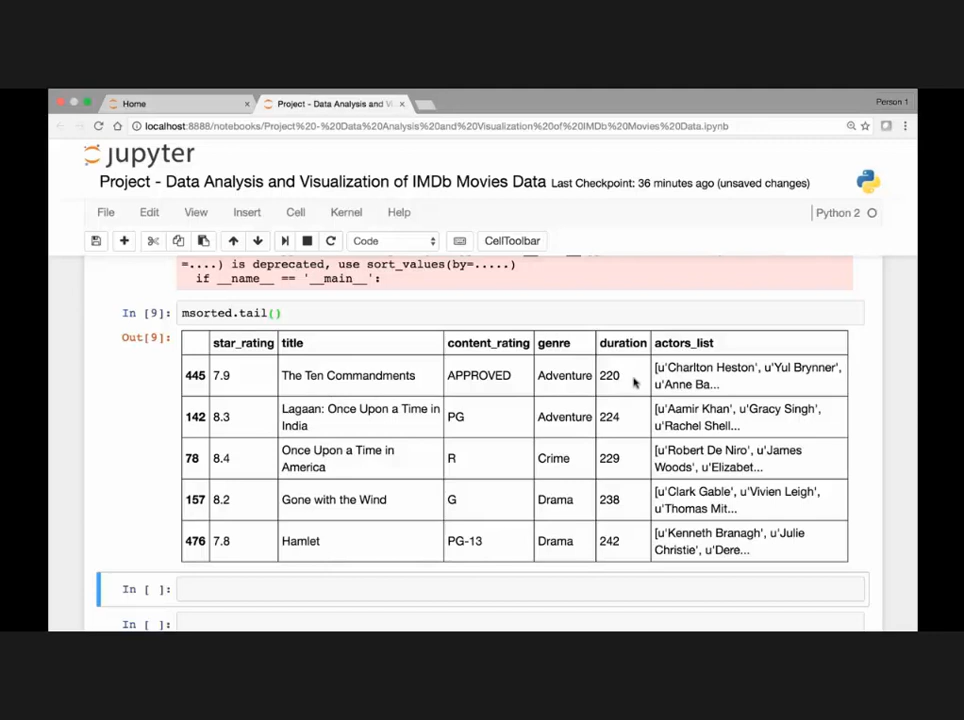 Home
Project - Data Analysis and Vi
Person 1
localhost:8888/notebooks/Project%20-%20Data%20Analysis%20and%20Visualization%20of%20IMDb%20Movies%20Data.ipynb
jupyter
Project - Data Analysis and Visualization of IMDb Movies Data Last Checkpoint: 36 minutes ago (unsaved changes)
File Edit View Insert Cell Kernel Help Python 2
Code CellToolbar
=....) is deprecated, use sort_values(by=.....)
if __name__ == '__main__':
In [9]: msorted.tail()
Out[9]:
star_rating title content_rating genre duration actors_list
445 7.9 The Ten Commandments APPROVED Adventure 220 [u'Charlton Heston', u'Yul Brynner',
u'Anne Ba...
142 8.3 Lagaan: Once Upon a Time in PG Adventure 224 [u'Aamir Khan', u'Gracy Singh',
India u'Rachel Shell...
78 8.4 Once Upon a Time in R Crime 229 [u'Robert De Niro', u'James
America Woods', u'Elizabet...
157 8.2 Gone with the Wind G Drama 238 [u'Clark Gable', u'Vivien Leigh',
u'Thomas Mit...
476 7.8 Hamlet PG-13 Drama 242 [u'Kenneth Branagh', u'Julie
Christie', u'Dere...
In [ ]:
In [ ]: